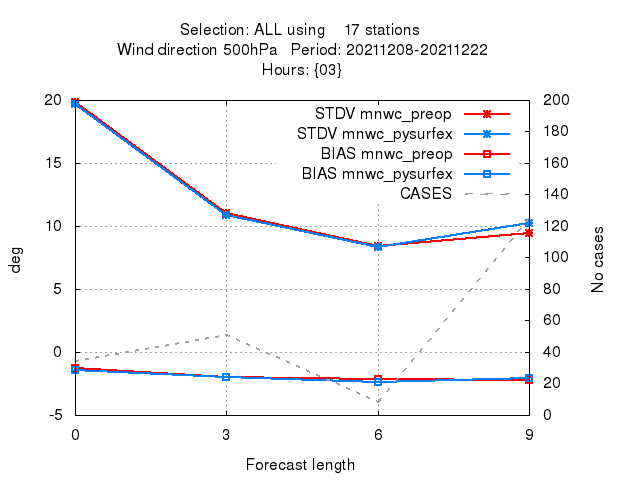 Selection: ALL using    17 stations
Wind direction 500hPa   Period: 20211208-20211222
Hours: {03}
STDV mnwc_preop
STDV mnwc_pysurfex
BIAS mnwc_preop
BIAS mnwc_pysurfex
CASES
20
15
10
5
0
-5
deg
200
180
160
140
120
100
80
60
40
20
0
No cases
0 3 6 9
Forecast length